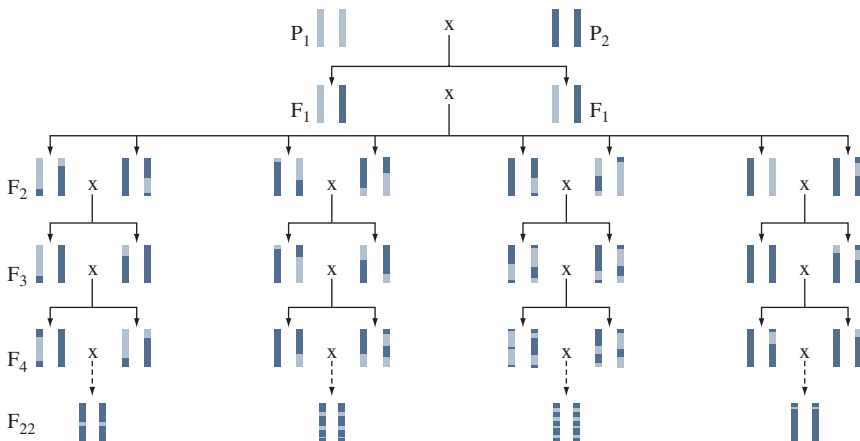 P1 x P2
F1 x F1
F2 x x x x
F3 x x x x
F4 x x x x
F22